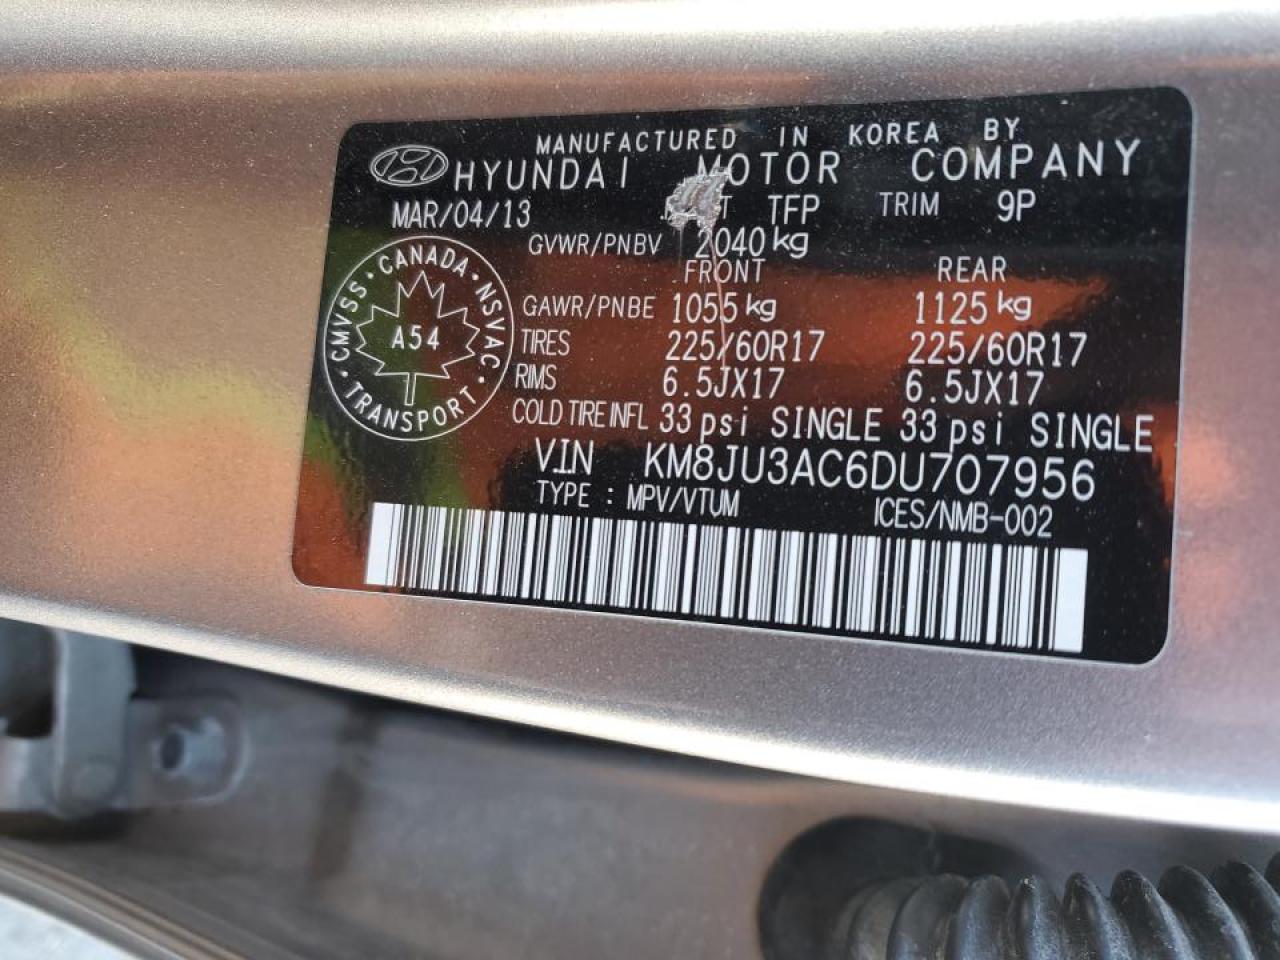 MANUFACTURED IN KOREA BY
HYUNDAI MOTOR COMPANY
MAR/04/13 TFP TRIM 9P
GVWR/PNBV 2040 kg
FRONT REAR
GAWR/PNBE 1055 kg 1125 kg
TIRES 225/60R17 225/60R17
RIMS 6.5JX17 6.5JX17
COLD TIRE INFL 33 psi SINGLE 33 psi SINGLE
VIN KM8JU3AC6DU707956
TYPE : MPV/VTUM ICES/NMB-002
CANADA · NSVAC · TRANSPORT · CMVSS ·
A54